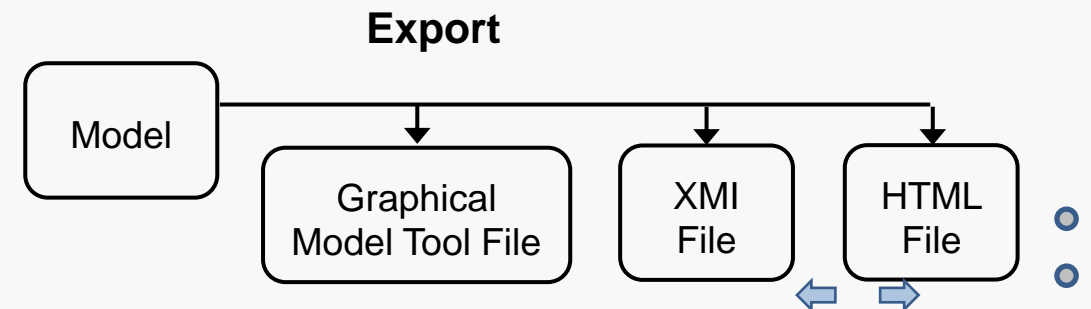 Export
Model
Graphical
Model Tool File
XMI
File
HTML
File